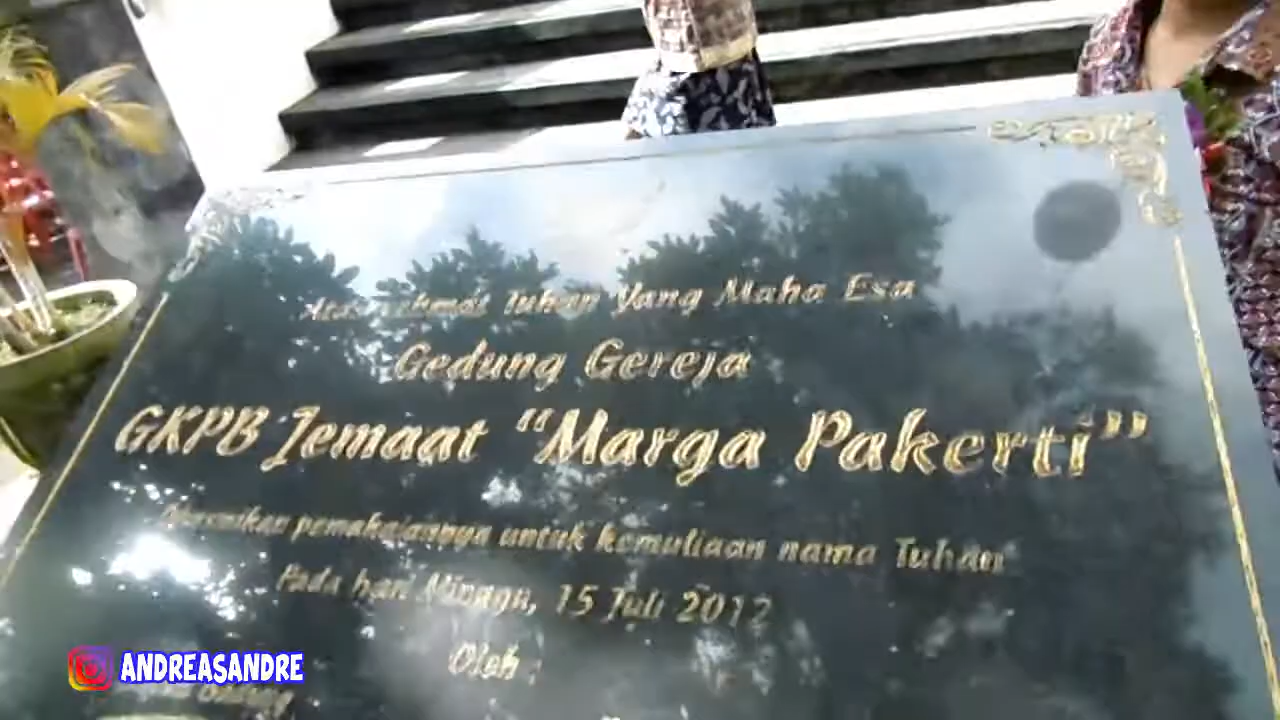 Atas rahmat Tuhan Yang Maha Esa
Gedung Gereja
GKPB Jemaat “Marga Pakerti”
Diresmikan pemakaiannya untuk kemuliaan nama Tuhan
Pada hari Minggu, 15 Juli 2012
Oleh :
ANDREASANDRE